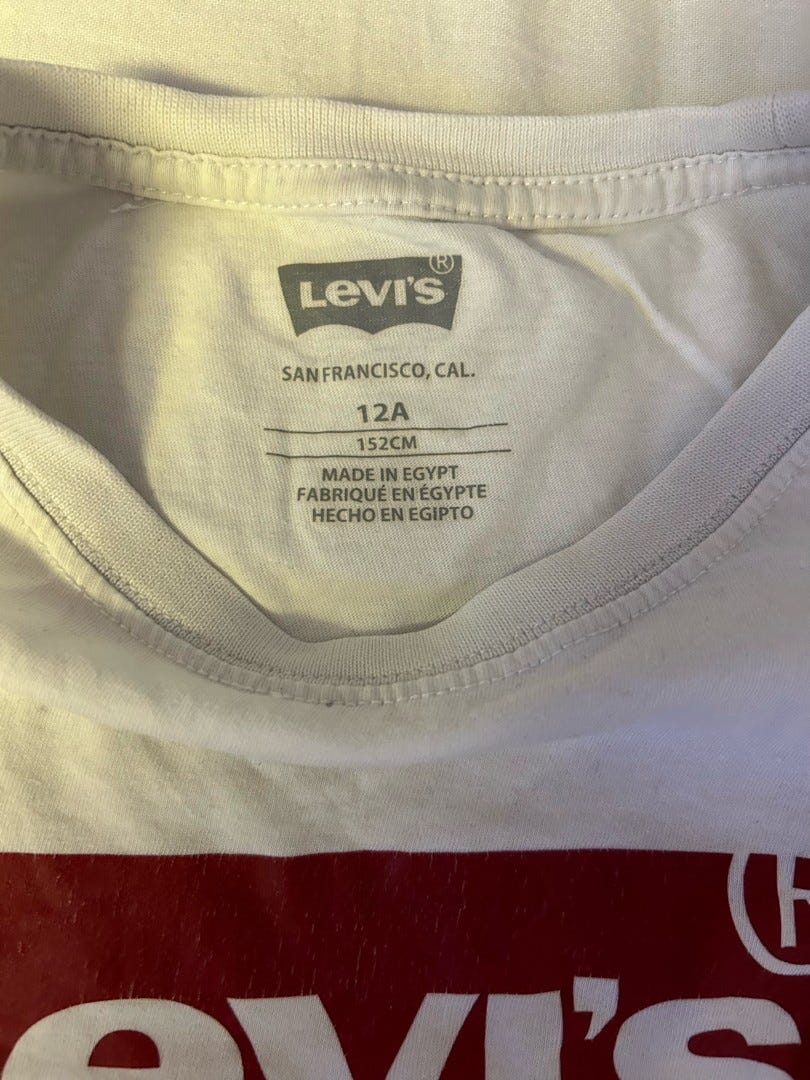 Levi's ®
SAN FRANCISCO, CAL.
12A
152CM
MADE IN EGYPT
FABRIQUÉ EN ÉGYPTE
HECHO EN EGIPTO
®
evi's